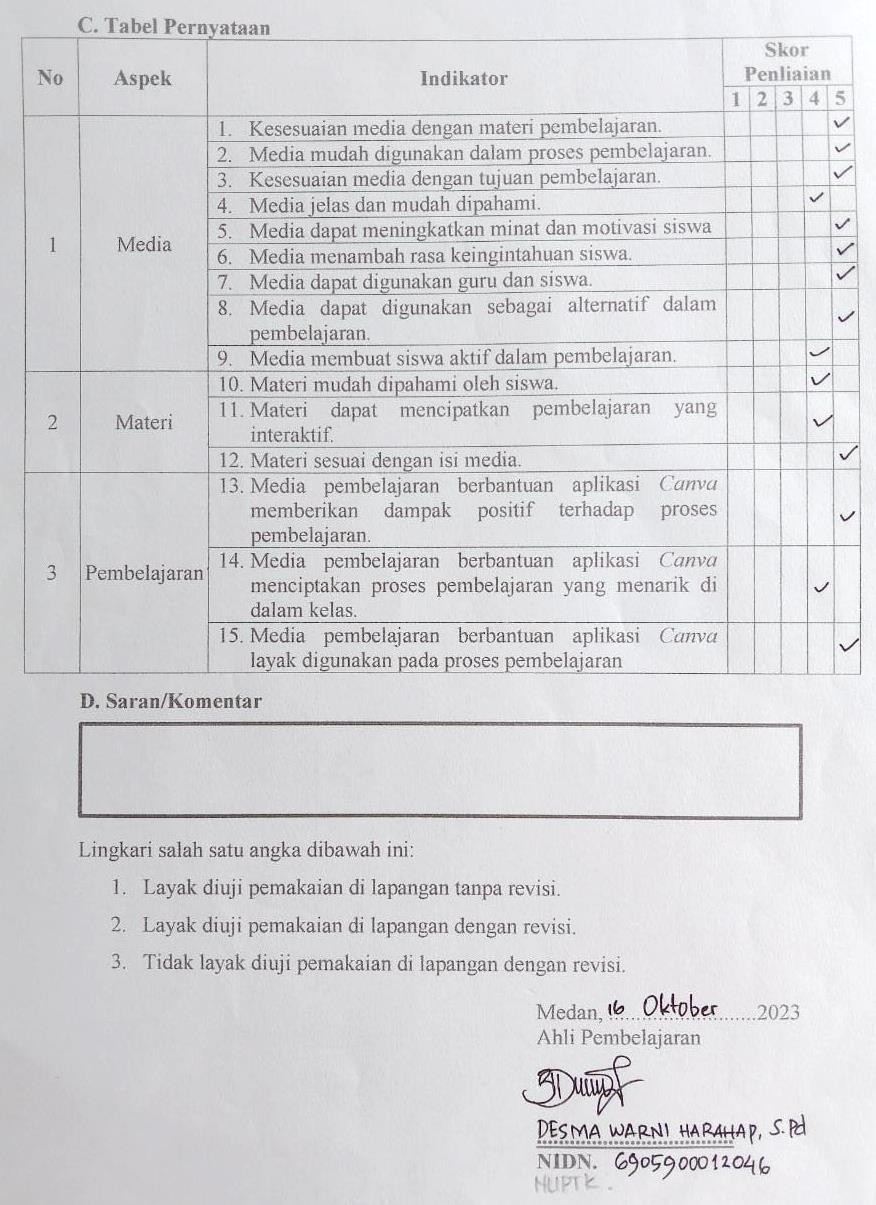 C. Tabel Pernyataan
No Aspek Indikator Skor
Penliaian
1 2 3 4 5
1 Media
1. Kesesuaian media dengan materi pembelajaran. ✓
2. Media mudah digunakan dalam proses pembelajaran. ✓
3. Kesesuaian media dengan tujuan pembelajaran. ✓
4. Media jelas dan mudah dipahami. ✓
5. Media dapat meningkatkan minat dan motivasi siswa ✓
6. Media menambah rasa keingintahuan siswa. ✓
7. Media dapat digunakan guru dan siswa. ✓
8. Media dapat digunakan sebagai alternatif dalam
pembelajaran. ✓
9. Media membuat siswa aktif dalam pembelajaran. ✓
2 Materi
10. Materi mudah dipahami oleh siswa. ✓
11. Materi dapat mencipatkan pembelajaran yang
interaktif. ✓
12. Materi sesuai dengan isi media. ✓
3 Pembelajaran
13. Media pembelajaran berbantuan aplikasi Canva
memberikan dampak positif terhadap proses
pembelajaran. ✓
14. Media pembelajaran berbantuan aplikasi Canva
menciptakan proses pembelajaran yang menarik di
dalam kelas. ✓
15. Media pembelajaran berbantuan aplikasi Canva
layak digunakan pada proses pembelajaran ✓
D. Saran/Komentar
Lingkari salah satu angka dibawah ini:
1. Layak diuji pemakaian di lapangan tanpa revisi.
2. Layak diuji pemakaian di lapangan dengan revisi.
3. Tidak layak diuji pemakaian di lapangan dengan revisi.
Medan, 16 Oktober 2023
Ahli Pembelajaran
DESMA WARNI HARAHAP, S.Pd
NIDN. 6905900012046
NUPTK.